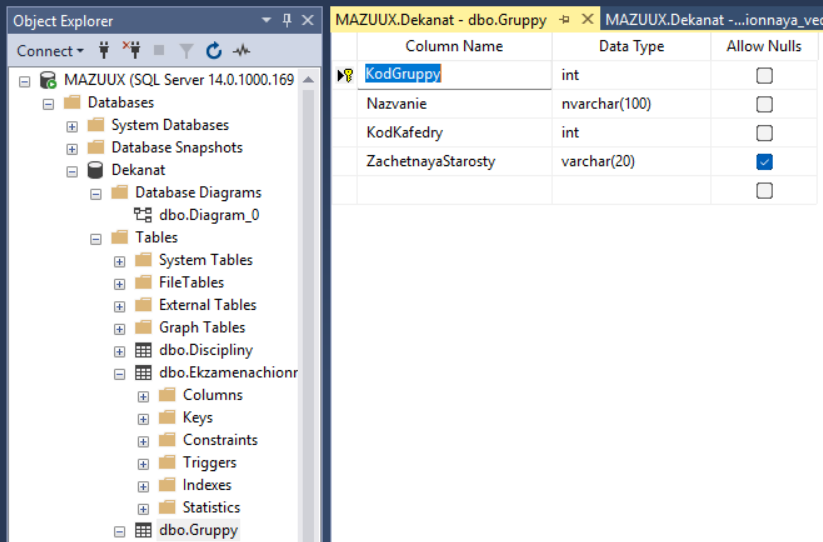 Object Explorer
Connect
MAZUUX (SQL Server 14.0.1000.169
Databases
System Databases
Database Snapshots
Dekanat
Database Diagrams
dbo.Diagram_0
Tables
System Tables
FileTables
External Tables
Graph Tables
dbo.Discipliny
dbo.Ekzamenachionr
Columns
Keys
Constraints
Triggers
Indexes
Statistics
dbo.Gruppy
MAZUUX.Dekanat - dbo.Gruppy MAZUUX.Dekanat -...ionnaya_ved
Column Name Data Type Allow Nulls
KodGruppy int
Nazvanie nvarchar(100)
KodKafedry int
ZachetnayaStarosty varchar(20)